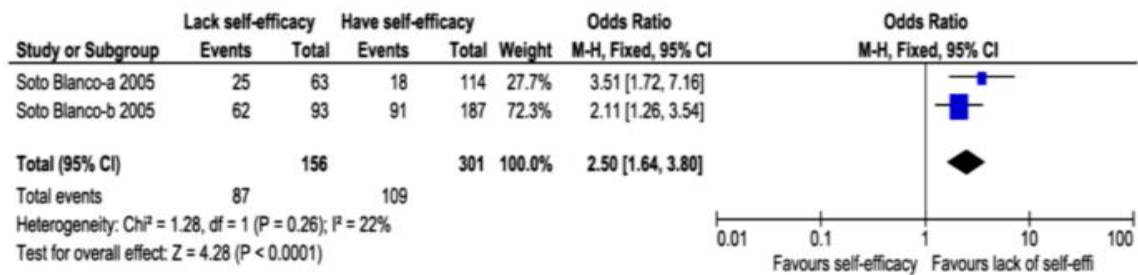 Lack self-efficacy Have self-efficacy Odds Ratio Odds Ratio
Study or Subgroup Events Total Events Total Weight M-H, Fixed, 95% CI M-H, Fixed, 95% CI
Soto Blanco-a 2005 25 63 18 114 27.7% 3.51 [1.72, 7.16]
Soto Blanco-b 2005 62 93 91 187 72.3% 2.11 [1.26, 3.54]
Total (95% CI) 156 301 100.0% 2.50 [1.64, 3.80]
Total events 87 109
Heterogeneity: Chi² = 1.28, df = 1 (P = 0.26); I² = 22%
Test for overall effect: Z = 4.28 (P < 0.0001)
0.01 0.1 1 10 100
Favours self-efficacy Favours lack of self-effi